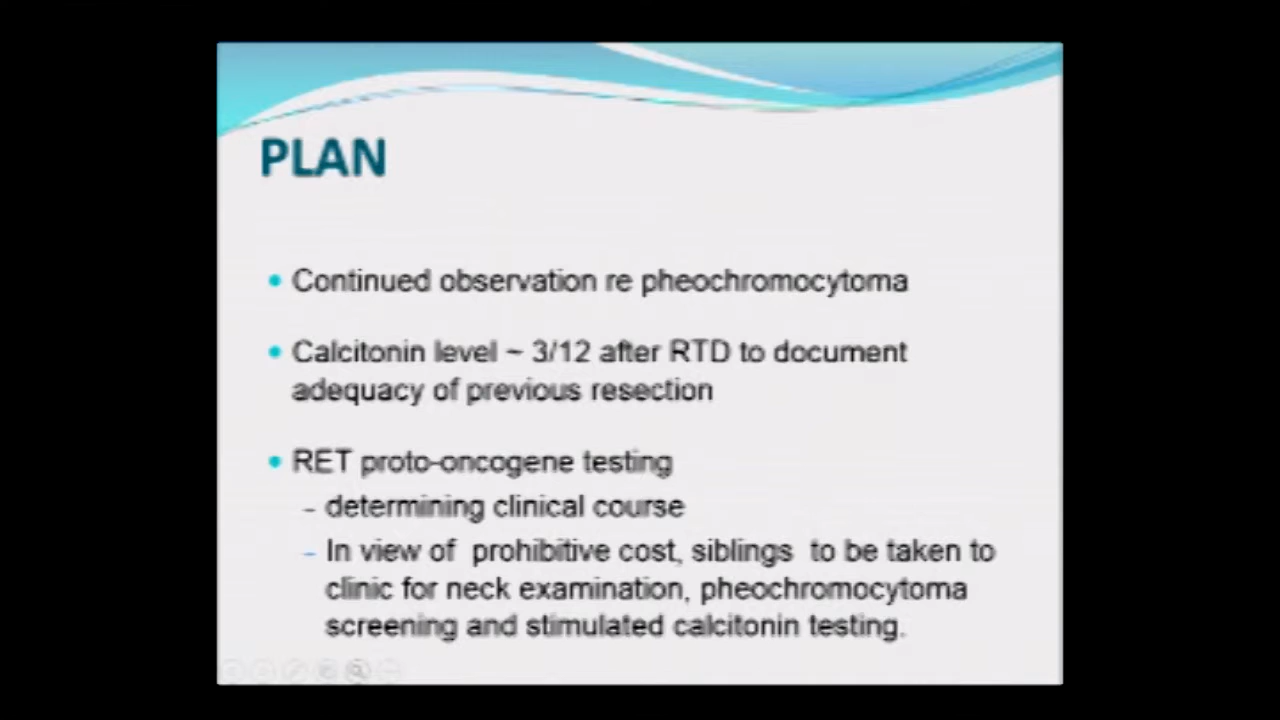 PLAN
Continued observation re pheochromocytoma
Calcitonin level ~ 3/12 after RTD to document
adequacy of previous resection
RET proto-oncogene testing
- determining clinical course
- In view of prohibitive cost, siblings to be taken to
clinic for neck examination, pheochromocytoma
screening and stimulated calcitonin testing.